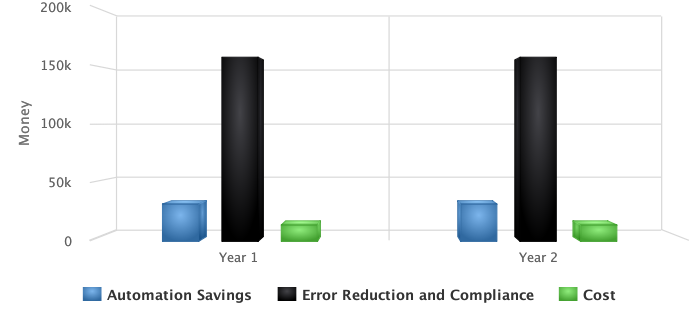 200k
150k
100k
50k
0
Money
Year 1
Year 2
Automation Savings
Error Reduction and Compliance
Cost